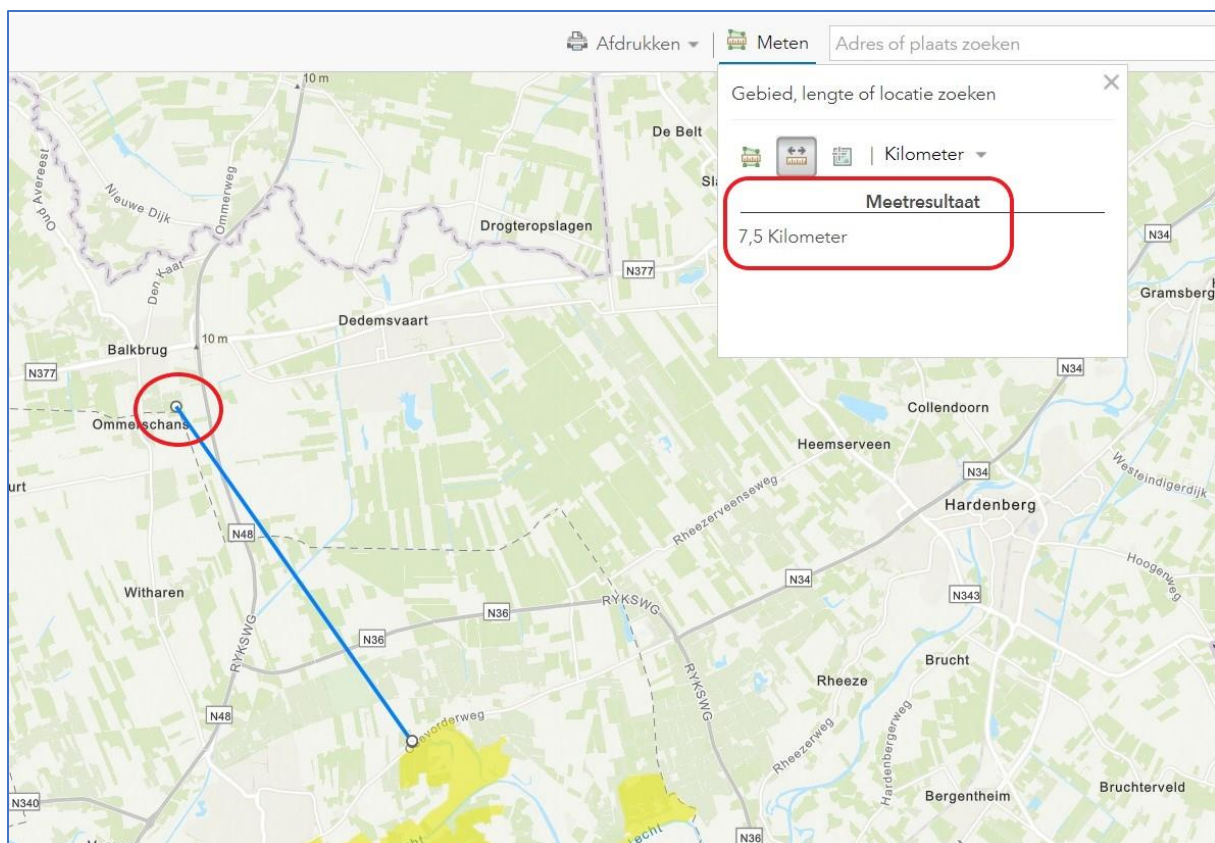 Afdrukken
Meten
Adres of plaats zoeken
Gebied, lengte of locatie zoeken
Kilometer
Meetresultaat
7,5 Kilometer
10 m
De Belt
Oud Avereest
Nieuwe Dijk
Ommerweg
Drogteropslagen
N34
Den Kaat
N377
Gramsberg
Dedemsvaart
10 m
Balkbrug
N377
N34
Ommerschans
Collendoorn
Heemserveen
N34
Westeindigerdijk
urt
Rheezerveenseweg
Hardenberg
N48
Hoogenweg
N34
Witharen
N343
RYKSWG
N36
RYKSWG
N36
Brucht
RYKSWG
Rheeze
N48
Rheezerweg
Hardenbergerweg
Bruchterveld
N340
Bergentheim
N36
echt